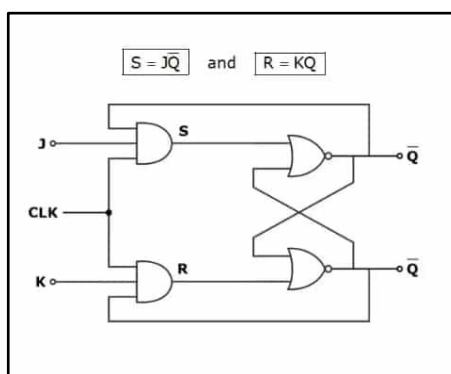 S = JQ̅ and R = KQ
S
J
Q̅
CLK
R
K
Q̅